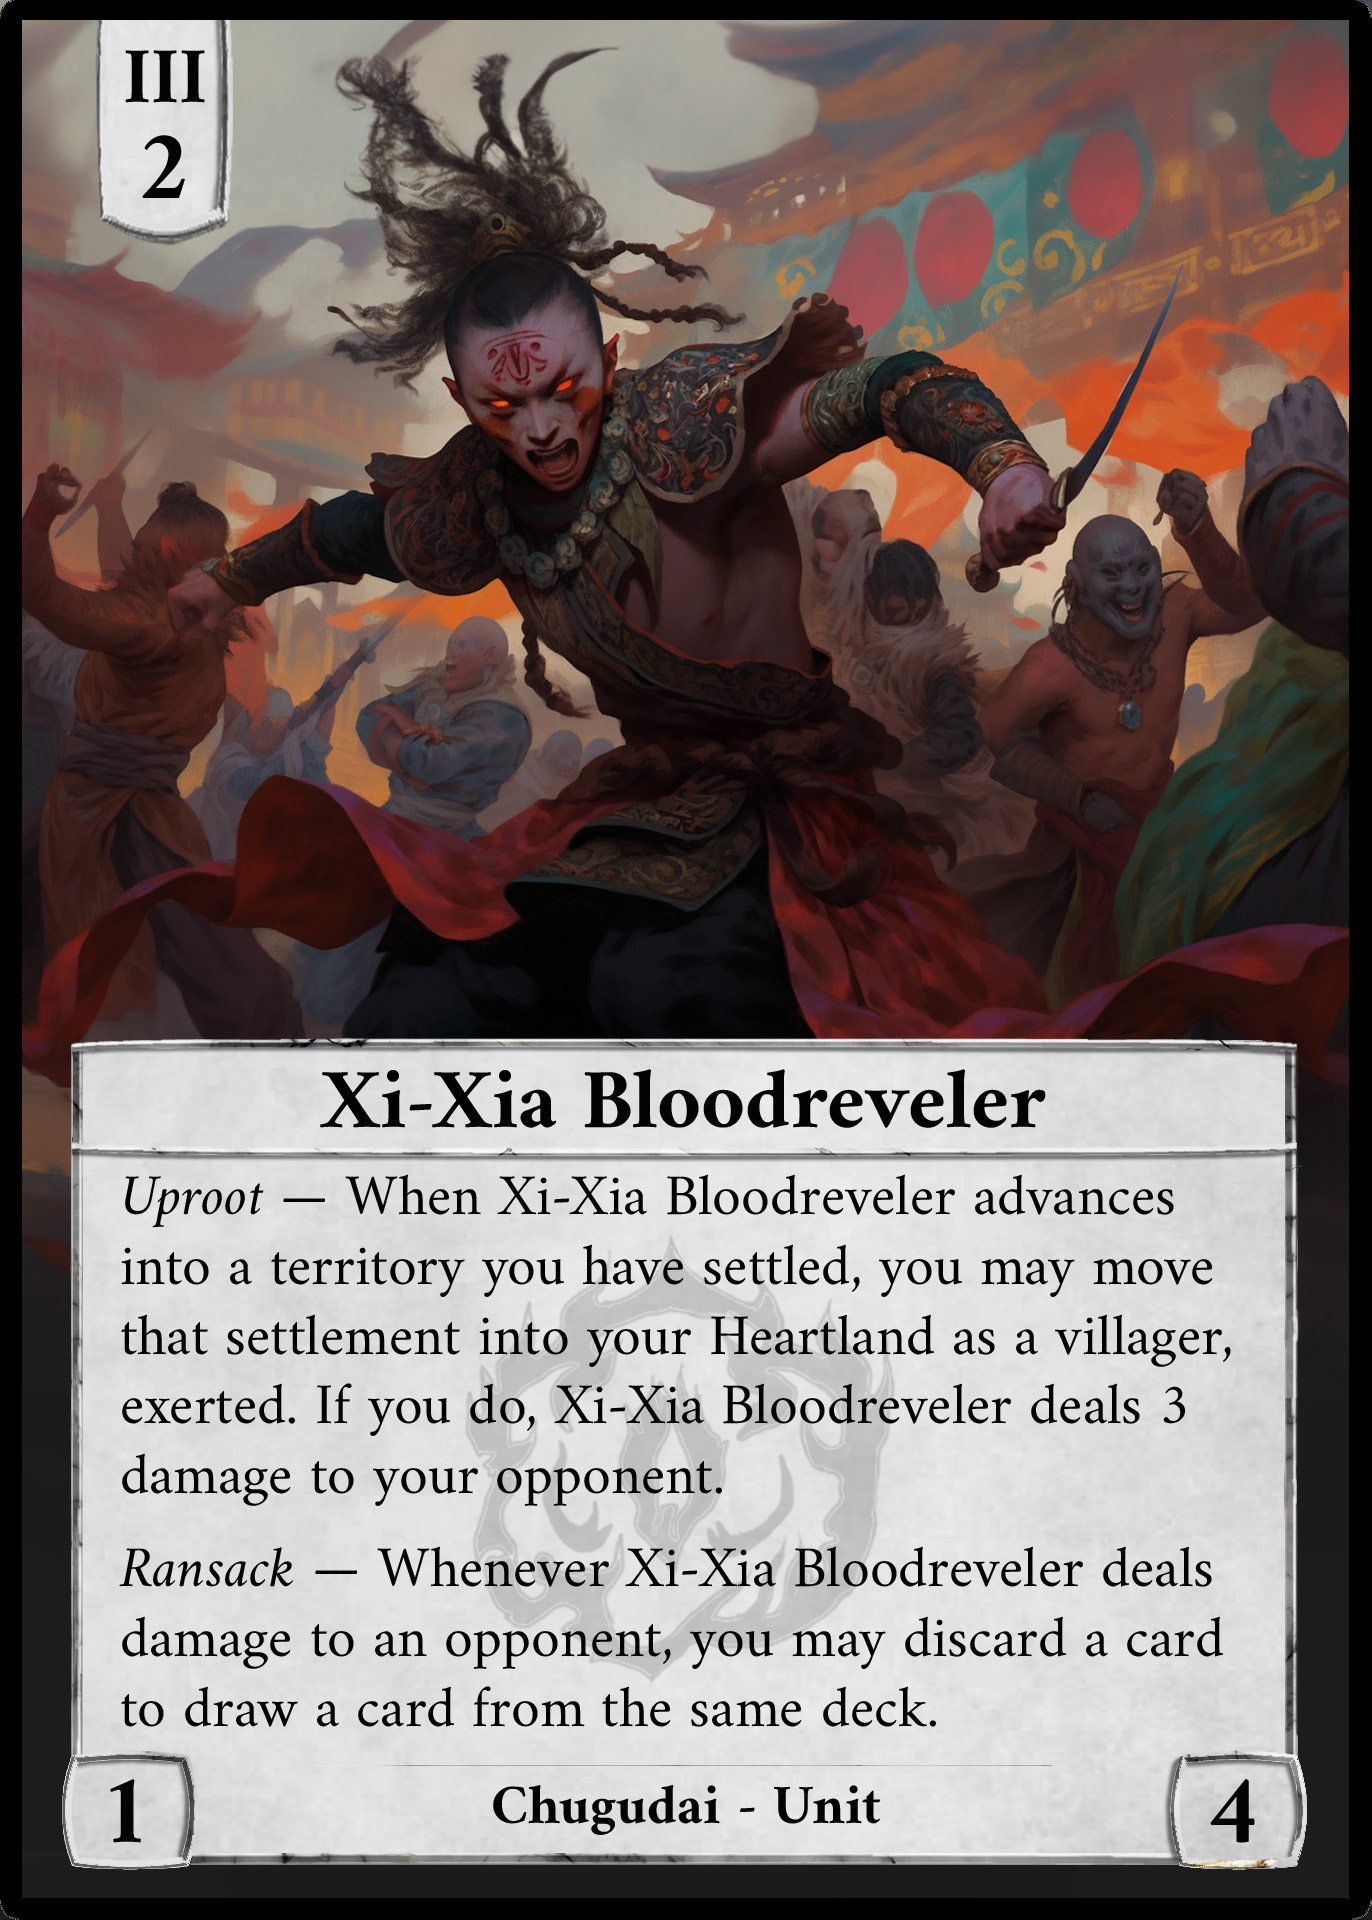 III
2
Xi-Xia Bloodreveler
Uproot — When Xi-Xia Bloodreveler advances
into a territory you have settled, you may move
that settlement into your Heartland as a villager,
exerted. If you do, Xi-Xia Bloodreveler deals 3
damage to your opponent.
Ransack — Whenever Xi-Xia Bloodreveler deals
damage to an opponent, you may discard a card
to draw a card from the same deck.
1
Chugudai - Unit
4